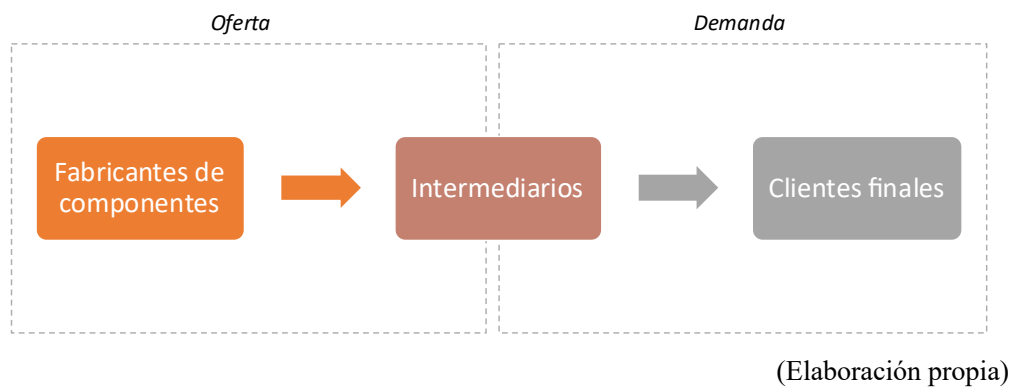 Oferta
Demanda
Fabricantes de
componentes
Intermediarios
Clientes finales
(Elaboración propia)